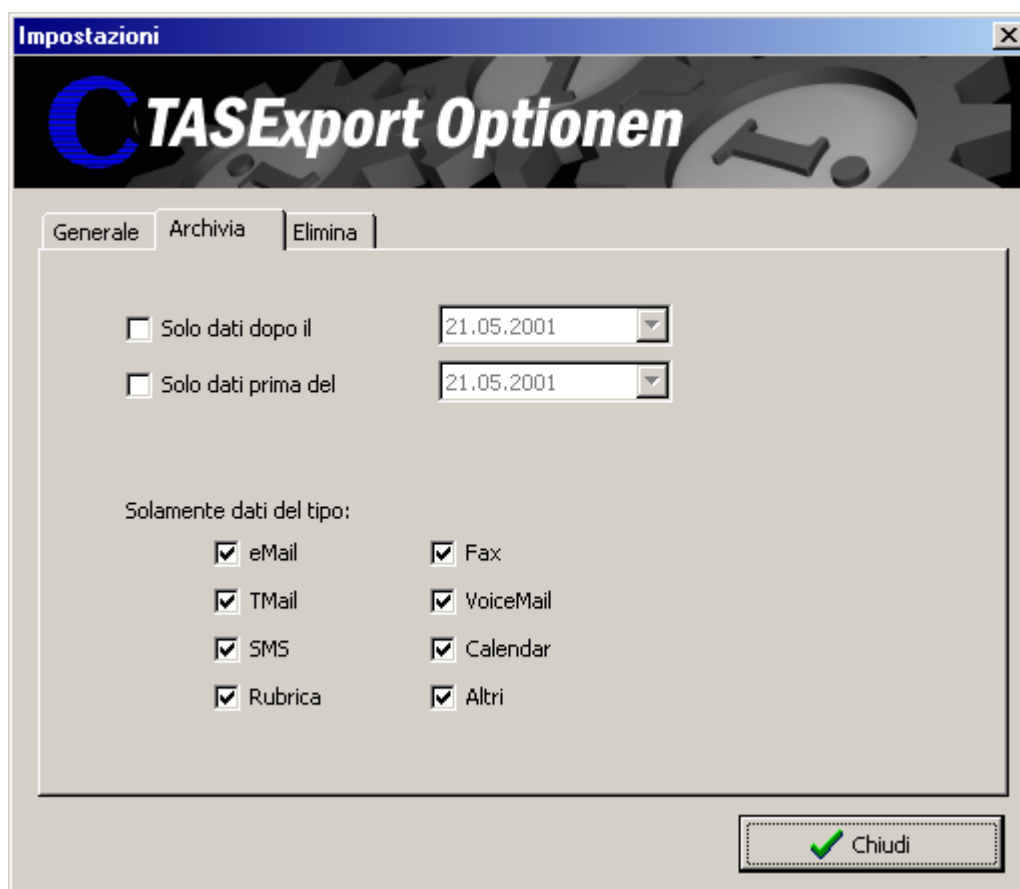 Impostazioni
C TASExport Optionen
Generale Archivia Elimina
Solo dati dopo il 21.05.2001
Solo dati prima del 21.05.2001
Solamente dati del tipo:
eMail Fax
TMail VoiceMail
SMS Calendar
Rubrica Altri
Chiudi